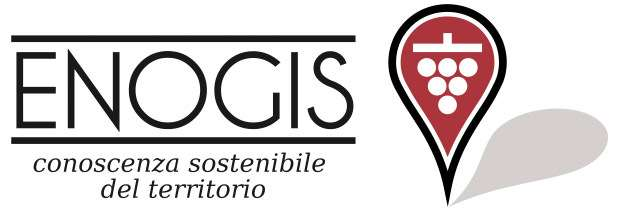 ENOGIS
conoscenza sostenibile
del territorio